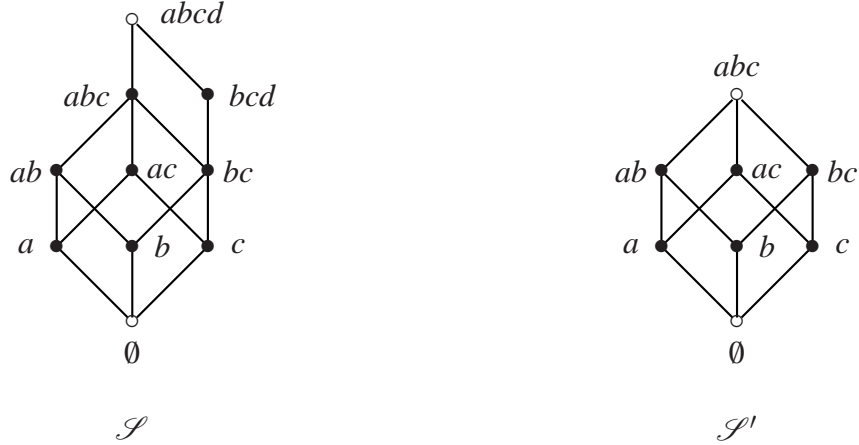 abcd
abc bcd abc
ab ac bc ab ac bc
a b c a b c
∅ ∅
𝒮 𝒮′